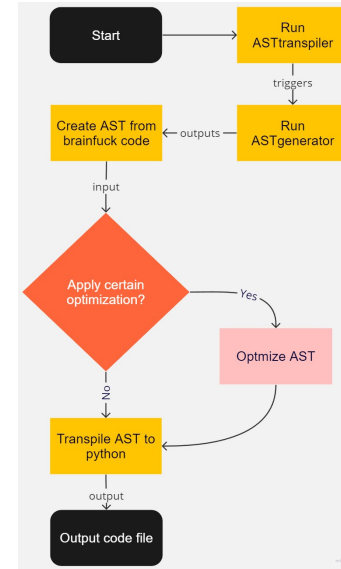 Start
Run
ASTtranspiler
triggers
Run
ASTgenerator
outputs
Create AST from
brainfuck code
input
Apply certain
optimization?
Yes
Optmize AST
No
Transpile AST to
python
output
Output code file